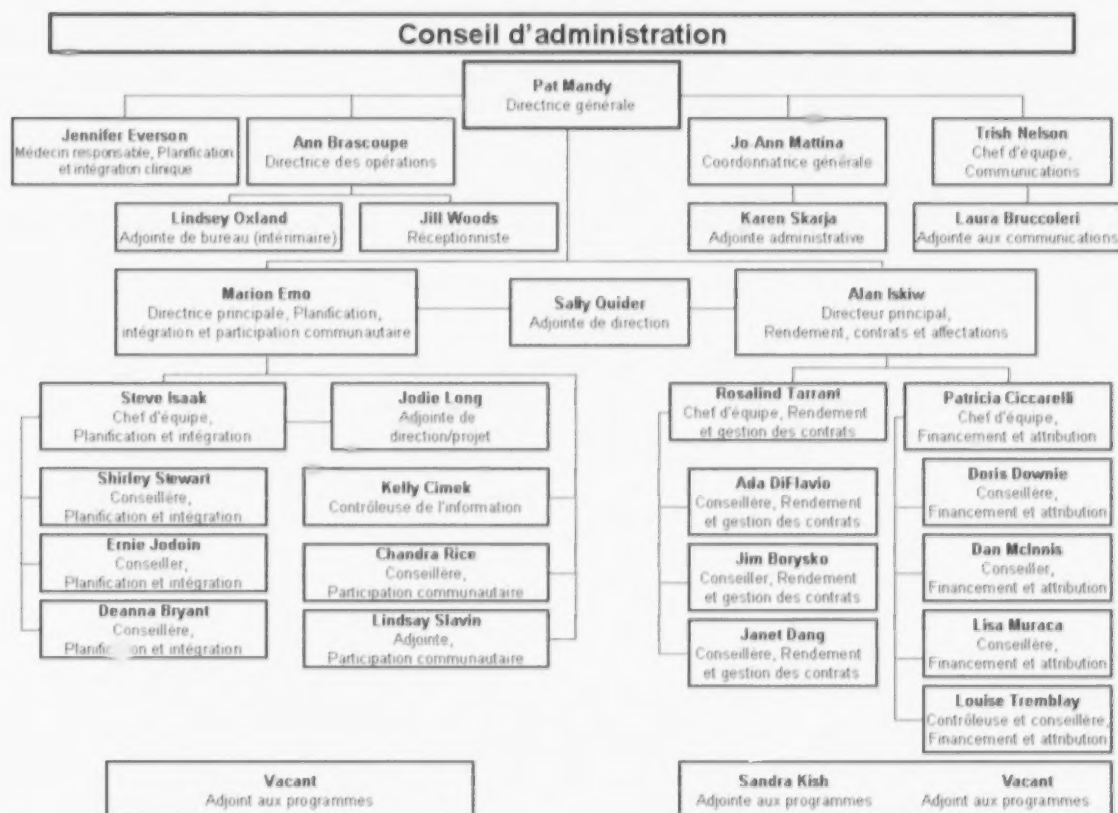 Conseil d'administration
Pat Mandy
Directrice générale
Jennifer Everson
Médecin responsable, Planification
et intégration clinique
Ann Brascoupe
Directrice des opérations
Jo Ann Mattina
Coordonnatrice générale
Trish Nelson
Chef d'équipe,
Communications
Lindsey Oxland
Adjointe de bureau (intérimaire)
Jill Woods
Réceptionniste
Karen Skarja
Adjointe administrative
Laura Bruccoleri
Adjointe aux communications
Marion Emo
Directrice principale, Planification,
intégration et participation communautaire
Sally Quider
Adjointe de direction
Alan Iskiw
Directeur principal,
Rendement, contrats et affectations
Steve Isaak
Chef d'équipe,
Planification et intégration
Jodie Long
Adjointe de
direction/projet
Rosalind Tarrant
Chef d'équipe, Rendement
et gestion des contrats
Patricia Ciccarelli
Chef d'équipe,
Financement et attribution
Shirley Stewart
Conseillère,
Planification et intégration
Kelly Cimek
Contrôleuse de l'information
Ada DiFlavio
Conseillère, Rendement
et gestion des contrats
Doris Downie
Conseillère,
Financement et attribution
Ernie Jodoin
Conseiller,
Planification et intégration
Chandra Rice
Conseillère,
Participation communautaire
Jim Borysko
Conseiller, Rendement
et gestion des contrats
Dan McInnis
Conseiller,
Financement et attribution
Deanna Bryant
Conseillère,
Planification et intégration
Lindsay Slavin
Adjointe,
Participation communautaire
Janet Dang
Conseillère, Rendement
et gestion des contrats
Lisa Muraca
Conseillère,
Financement et attribution
Louise Tremblay
Contrôleuse et conseillère,
Financement et attribution
Vacant
Adjoint aux programmes
Sandra Kish
Adjointe aux programmes
Vacant
Adjoint aux programmes